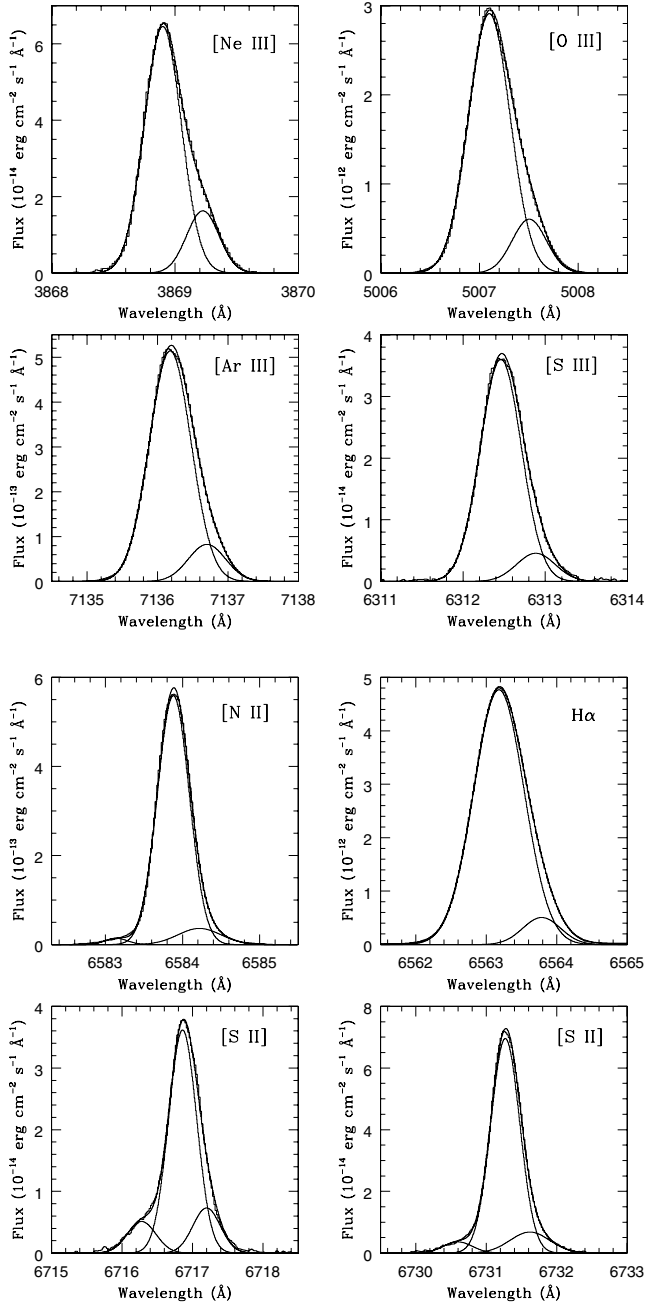 [Ne III]
Flux (10⁻¹⁴ erg cm⁻² s⁻¹ Å⁻¹)
6
4
2
0
3868 3869 3870
Wavelength (Å)
[O III]
Flux (10⁻¹² erg cm⁻² s⁻¹ Å⁻¹)
3
2
1
0
5006 5007 5008
Wavelength (Å)
[Ar III]
Flux (10⁻¹³ erg cm⁻² s⁻¹ Å⁻¹)
5
4
3
2
1
0
7135 7136 7137 7138
Wavelength (Å)
[S III]
Flux (10⁻¹⁴ erg cm⁻² s⁻¹ Å⁻¹)
4
3
2
1
0
6311 6312 6313 6314
Wavelength (Å)
[N II]
Flux (10⁻¹³ erg cm⁻² s⁻¹ Å⁻¹)
6
4
2
0
6583 6584 6585
Wavelength (Å)
Hα
Flux (10⁻¹² erg cm⁻² s⁻¹ Å⁻¹)
5
4
3
2
1
0
6562 6563 6564 6565
Wavelength (Å)
[S II]
Flux (10⁻¹⁴ erg cm⁻² s⁻¹ Å⁻¹)
4
3
2
1
0
6715 6716 6717 6718
Wavelength (Å)
[S II]
Flux (10⁻¹⁴ erg cm⁻² s⁻¹ Å⁻¹)
8
6
4
2
0
6730 6731 6732 6733
Wavelength (Å)